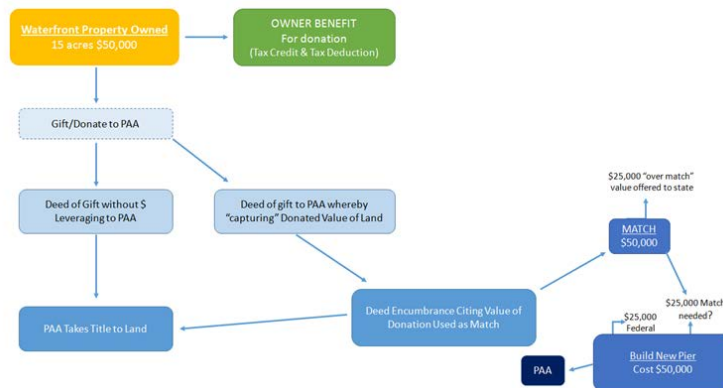 Waterfront Property Owned
15 acres $50,000
OWNER BENEFIT
For donation
(Tax Credit & Tax Deduction)
Gift/Donate to PAA
Deed of Gift without $
Leveraging to PAA
Deed of gift to PAA whereby
“capturing” Donated Value of Land
$25,000 “over match”
value offered to state
MATCH
$50,000
PAA Takes Title to Land
Deed Encumbrance Citing Value of
Donation Used as Match
$25,000 Match
needed?
$25,000
Federal
PAA
Build New Pier
Cost $50,000